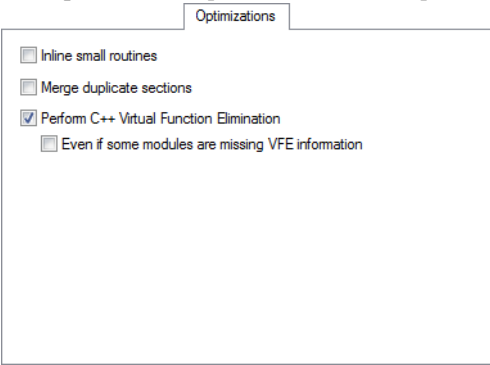 Optimizations
Inline small routines
Merge duplicate sections
Perform C++ Virtual Function Elimination
Even if some modules are missing VFE information